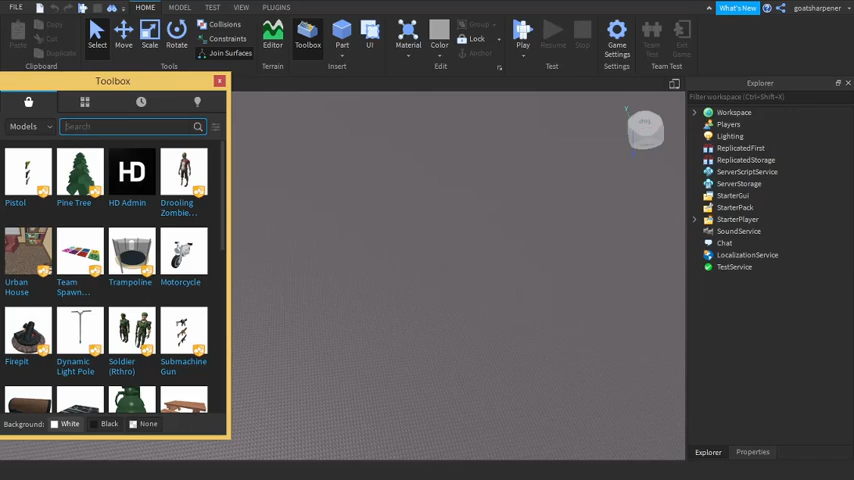 FILE HOME MODEL TEST VIEW PLUGINS What's New goatsharpener
Paste Cut Copy Duplicate Select Move Scale Rotate Collisions Constraints Join Surfaces Editor Toolbox Part UI Material Color Group Lock Anchor Play Resume Stop Game Settings Team Test Exit Game
Clipboard Tools Terrain Insert Edit Test Settings Team Test
Toolbox
Models Search
Pistol Pine Tree HD Admin Drooling Zombie...
Urban House Team Spawn... Trampoline Motorcycle
Firepit Dynamic Light Pole Soldier (Rthro) Submachine Gun
Background: White Black None
Explorer
Filter workspace (Ctrl+Shift+X)
Workspace
Players
Lighting
ReplicatedFirst
ReplicatedStorage
ServerScriptService
ServerStorage
StarterGui
StarterPack
StarterPlayer
SoundService
Chat
LocalizationService
TestService
Explorer Properties